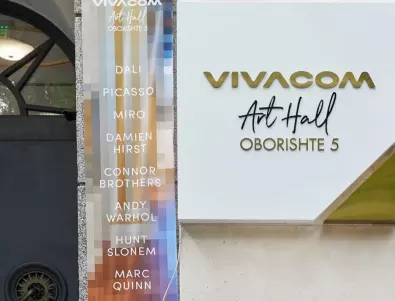 VIVACOM
Art Hall
OBORISHTE 5
DALI
PICASSO
MIRO
DAMIEN
HIRST
CONNOR
BROTHERS
ANDY
WARHOL
HUNT
SLONEM
MARC
QUINN
VIVACOM
Art Hall
OBORISHTE 5